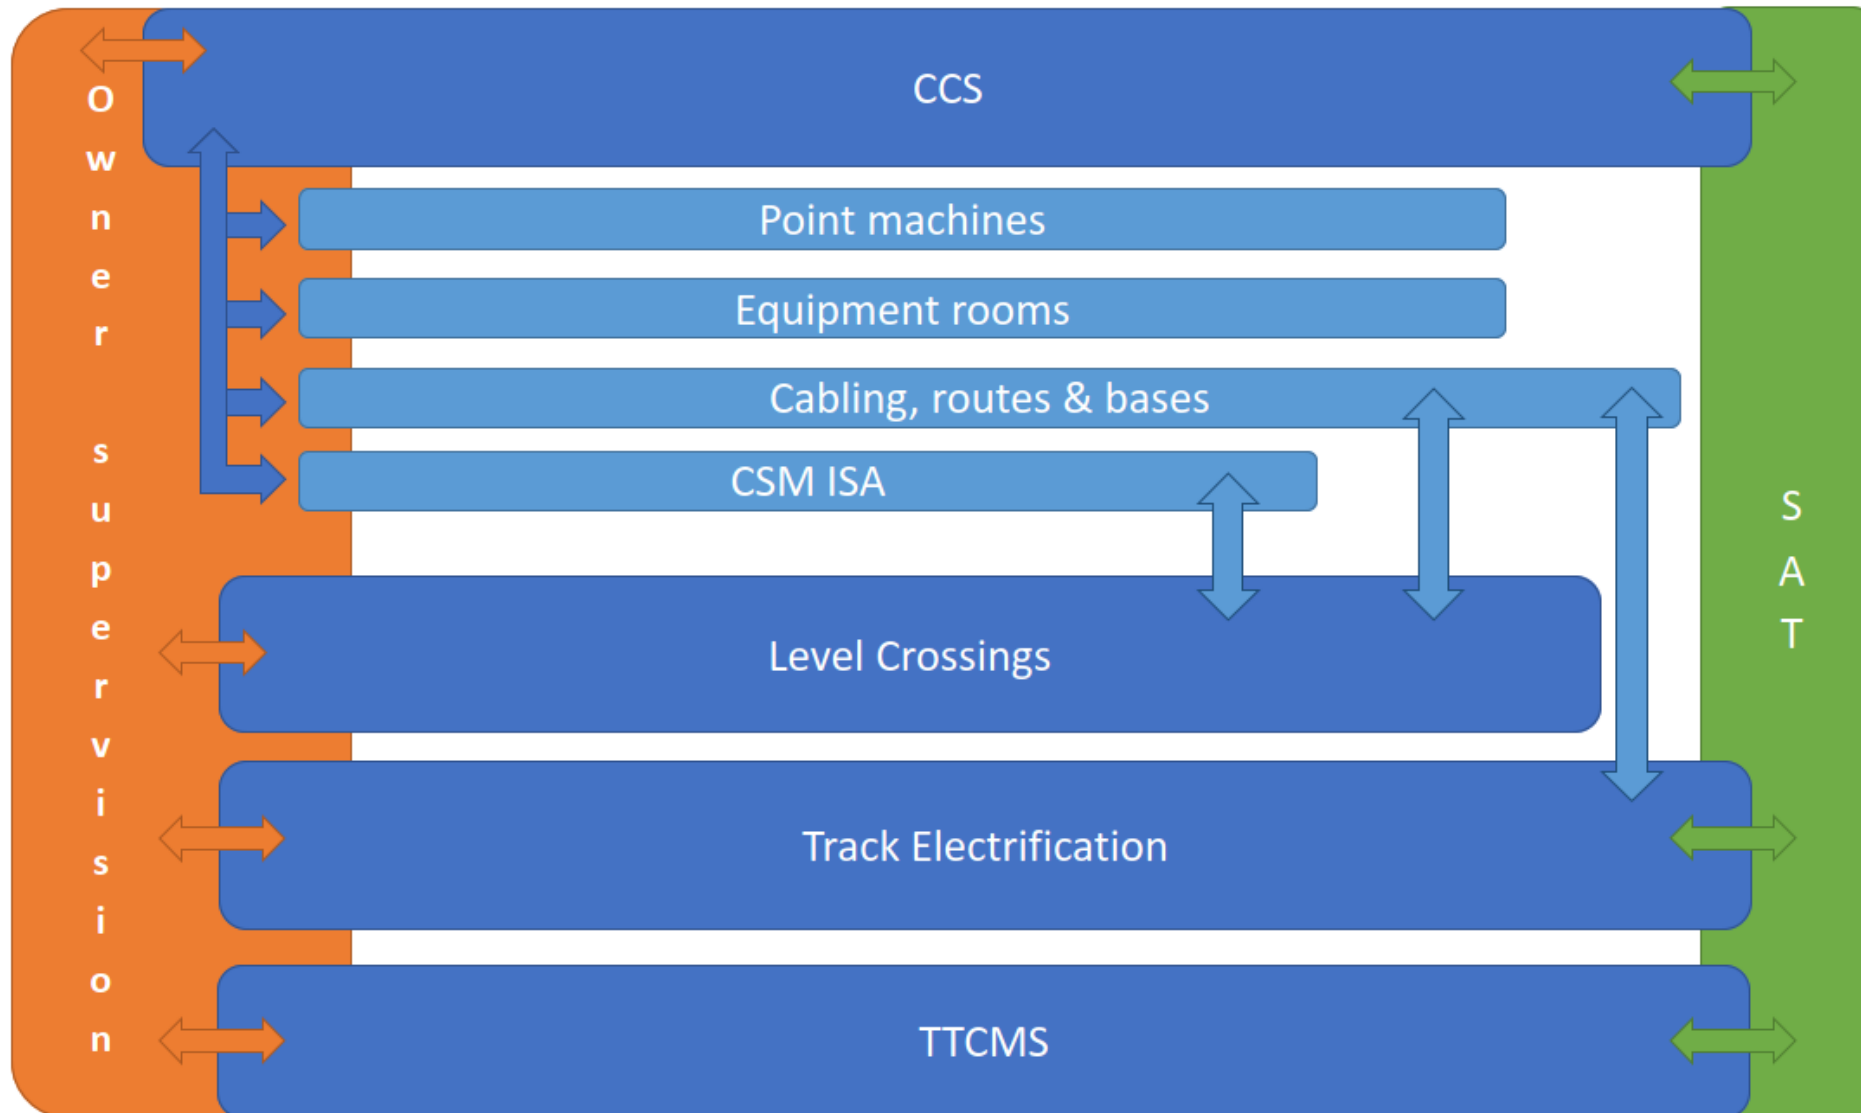 Owner supervision
CCS
Point machines
Equipment rooms
Cabling, routes & bases
CSM ISA
Level Crossings
Track Electrification
TTCMS
SAT